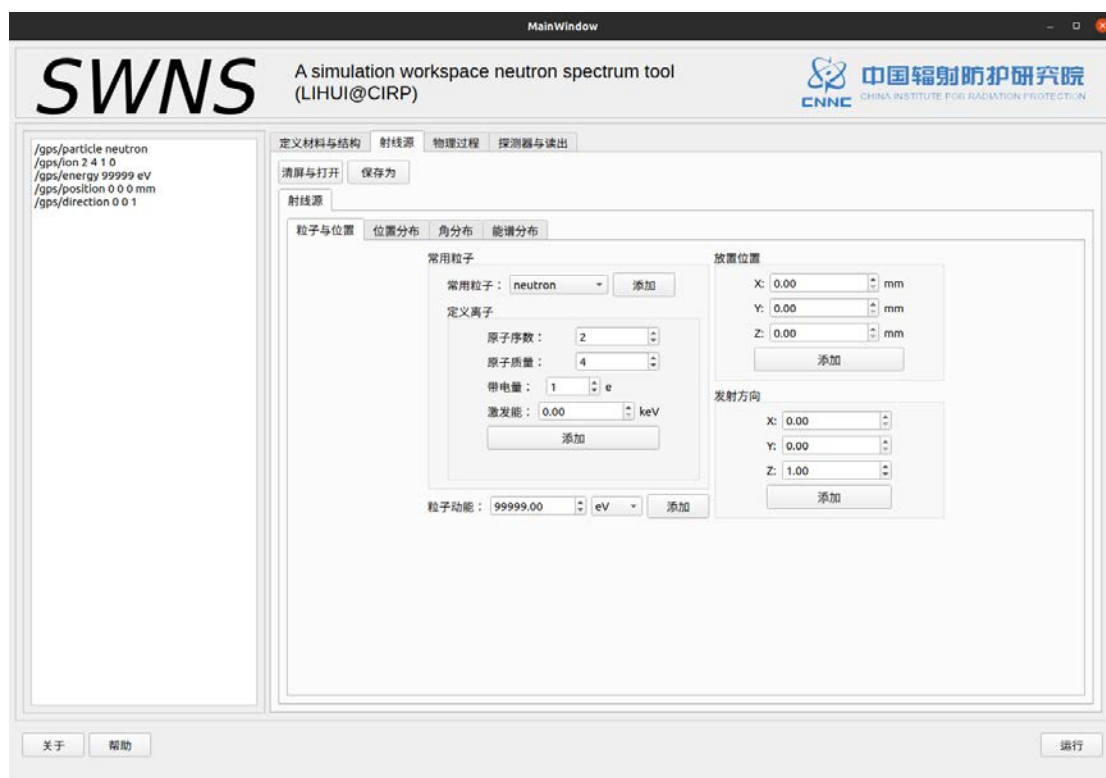 MainWindow
SWNS
A simulation workspace neutron spectrum tool
(LIHUI@CIRP)
CNNC
中国辐射防护研究院
CHINA INSTITUTE FOR RADIATION PROTECTION
/gps/particle neutron
/gps/ion 2 4 1 0
/gps/energy 99999 eV
/gps/position 0 0 0 mm
/gps/direction 0 0 1
定义材料与结构 射线源 物理过程 探测器与读出
清屏与打开 保存为
射线源
粒子与位置 位置分布 角分布 能谱分布
常用粒子
常用粒子： neutron 添加
定义离子
原子序数： 2
原子质量： 4
带电量： 1 e
激发能： 0.00 keV
添加
粒子动能： 99999.00 eV 添加
放置位置
X: 0.00 mm
Y: 0.00 mm
Z: 0.00 mm
添加
发射方向
X: 0.00
Y: 0.00
Z: 1.00
添加
关于 帮助 运行